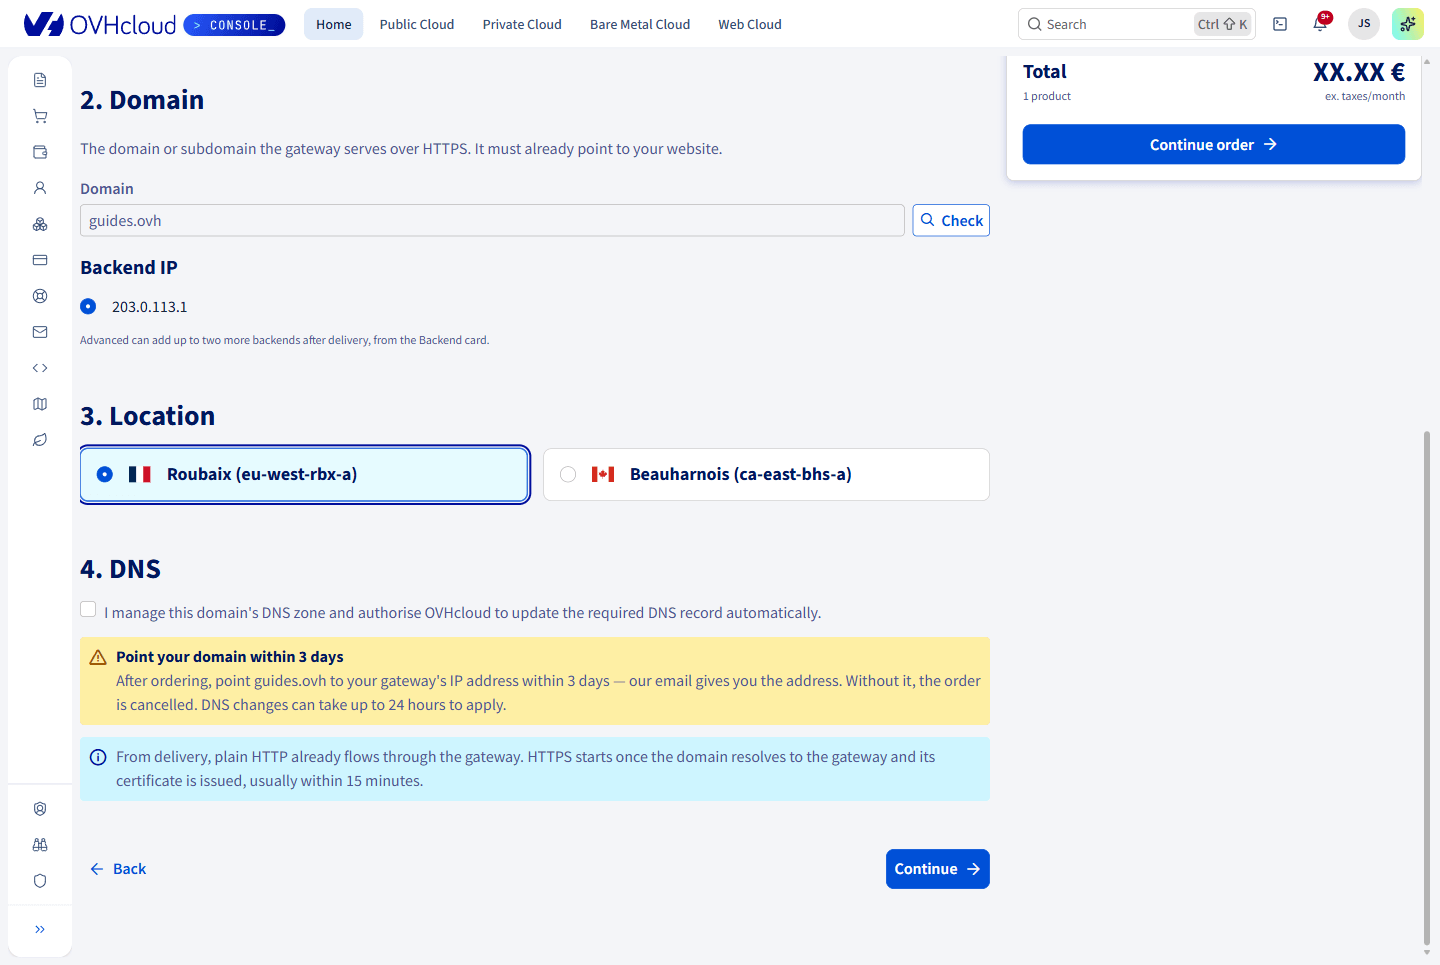 OVHcloud
> CONSOLE_
Home
Public Cloud
Private Cloud
Bare Metal Cloud
Web Cloud
Search
Ctrl ⇧ K
9+
JS
2. Domain
The domain or subdomain the gateway serves over HTTPS. It must already point to your website.
Domain
guides.ovh
Check
Backend IP
203.0.113.1
Advanced can add up to two more backends after delivery, from the Backend card.
3. Location
Roubaix (eu-west-rbx-a)
Beauharnois (ca-east-bhs-a)
4. DNS
I manage this domain's DNS zone and authorise OVHcloud to update the required DNS record automatically.
Point your domain within 3 days
After ordering, point guides.ovh to your gateway's IP address within 3 days — our email gives you the address. Without it, the order
is cancelled. DNS changes can take up to 24 hours to apply.
From delivery, plain HTTP already flows through the gateway. HTTPS starts once the domain resolves to the gateway and its
certificate is issued, usually within 15 minutes.
Back
Continue
Total
XX.XX €
1 product
ex. taxes/month
Continue order